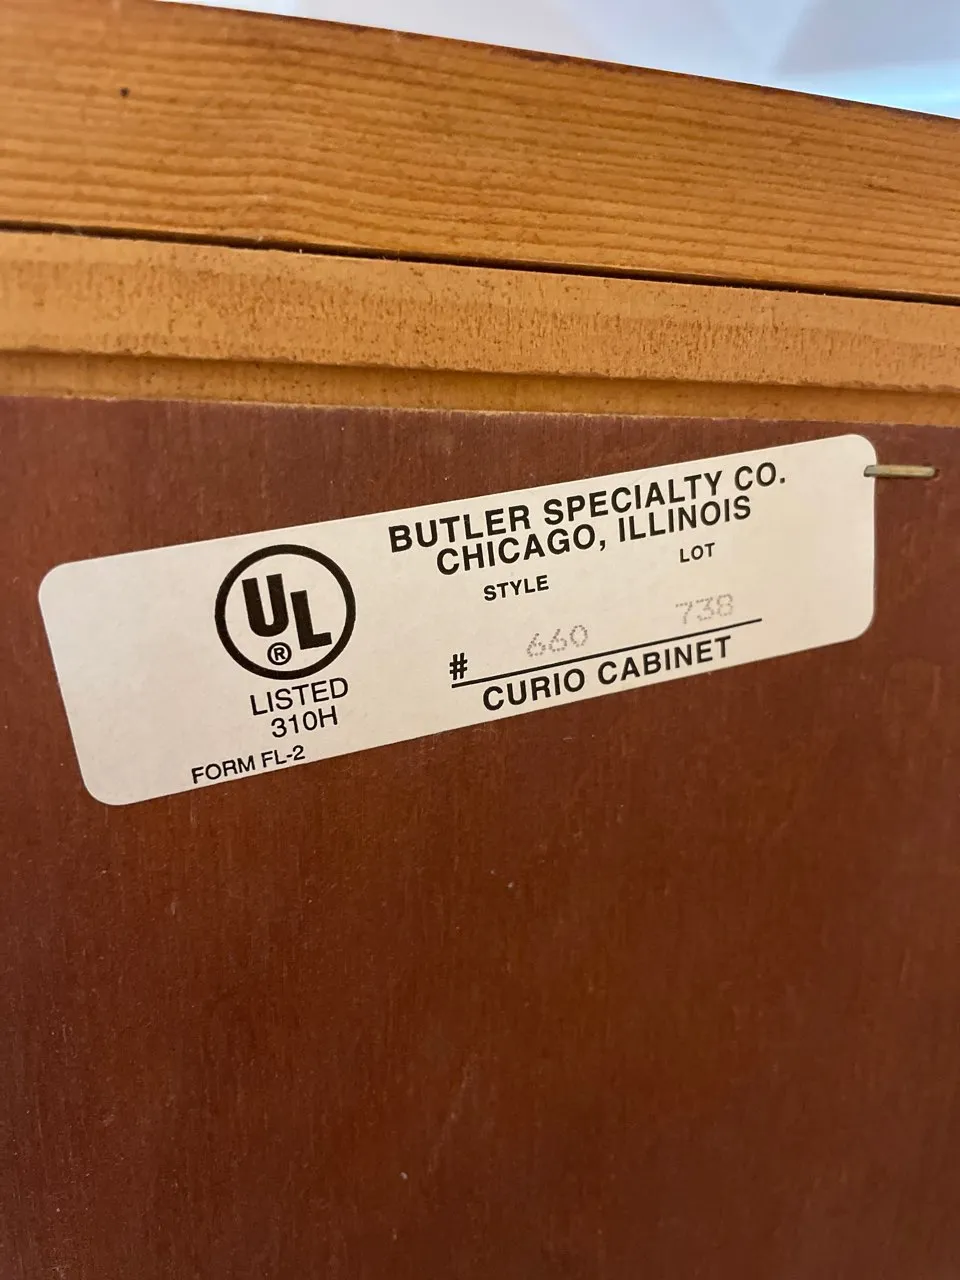 BUTLER SPECIALTY CO.
CHICAGO, ILLINOIS
STYLE LOT
# 660 738
CURIO CABINET
UL
®
LISTED
310H
FORM FL-2